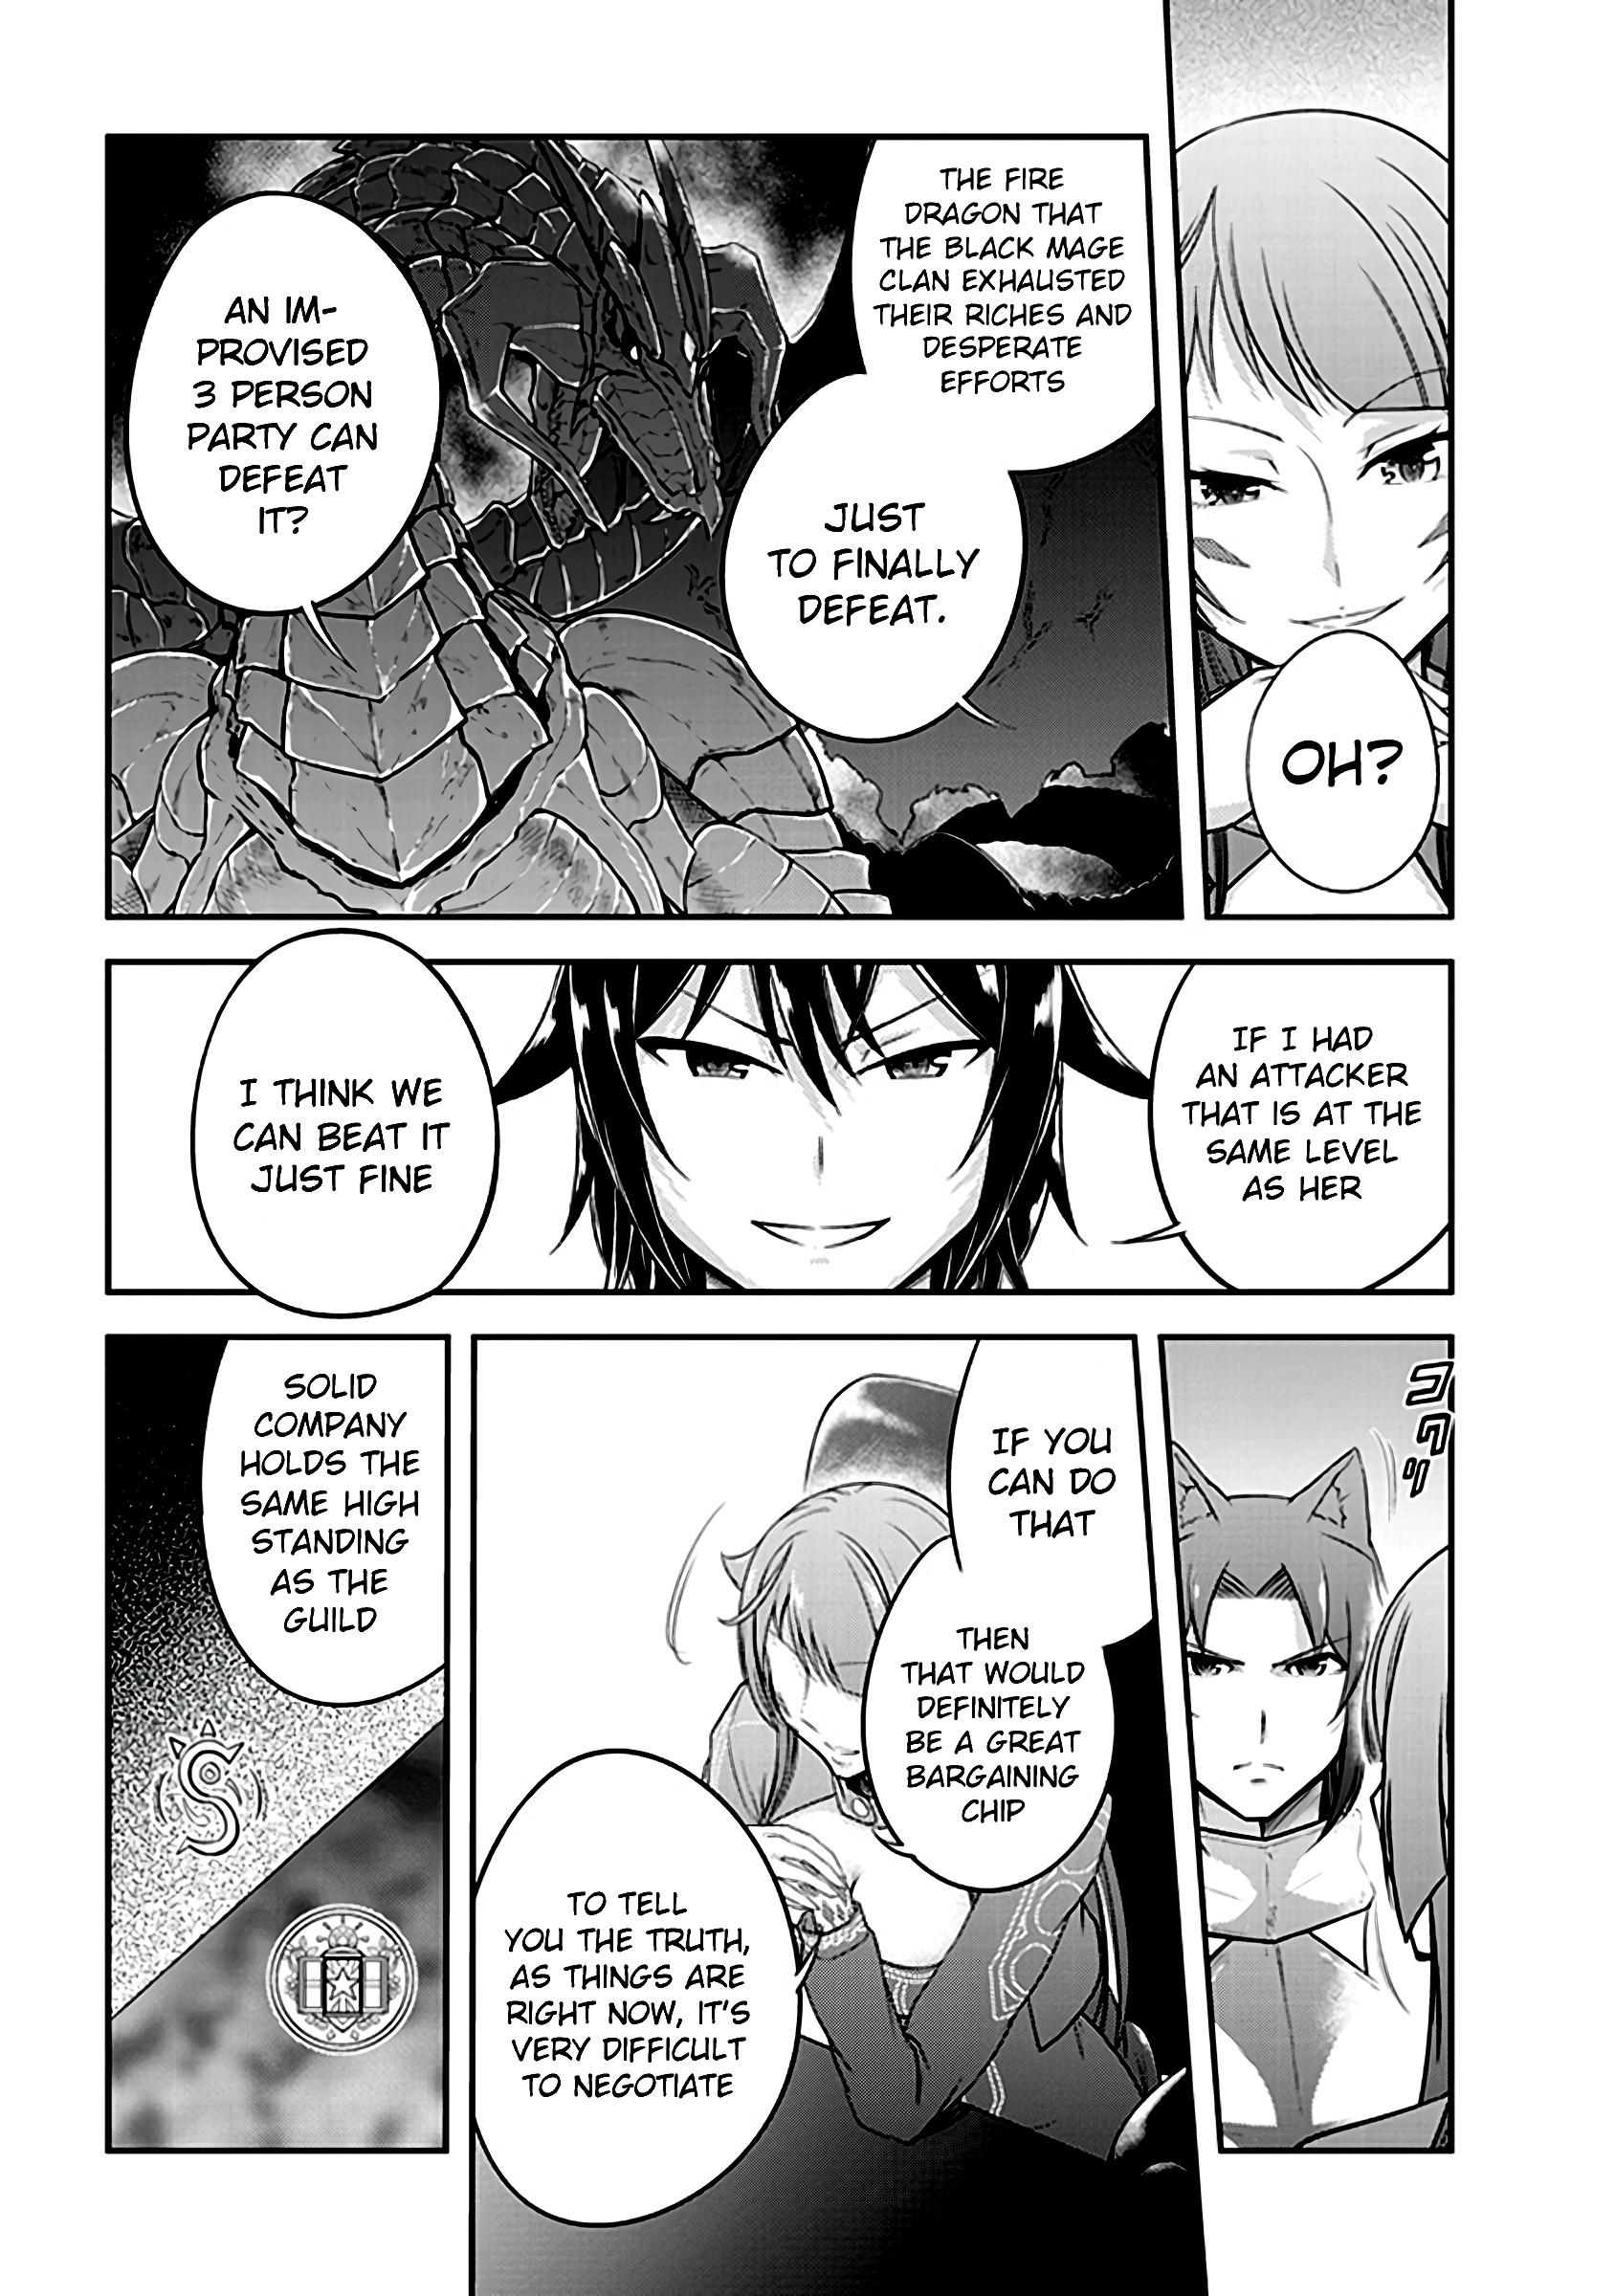 OH?
THE FIRE
DRAGON THAT
THE BLACK MAGE
CLAN EXHAUSTED
THEIR RICHES AND
DESPERATE
EFFORTS
JUST
TO FINALLY
DEFEAT.
AN IM-
PROVISED
3 PERSON
PARTY CAN
DEFEAT
IT?
IF I HAD
AN ATTACKER
THAT IS AT THE
SAME LEVEL
AS HER
I THINK WE
CAN BEAT IT
JUST FINE
コクリ
IF YOU
CAN DO
THAT
THEN
THAT WOULD
DEFINITELY
BE A GREAT
BARGAINING
CHIP
TO TELL
YOU THE TRUTH,
AS THINGS ARE
RIGHT NOW, IT'S
VERY DIFFICULT
TO NEGOTIATE
SOLID
COMPANY
HOLDS THE
SAME HIGH
STANDING
AS THE
GUILD
S